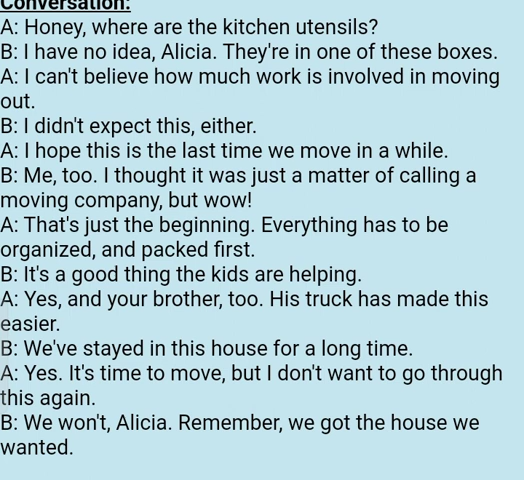 Conversation:
A: Honey, where are the kitchen utensils?
B: I have no idea, Alicia. They're in one of these boxes.
A: I can't believe how much work is involved in moving
out.
B: I didn't expect this, either.
A: I hope this is the last time we move in a while.
B: Me, too. I thought it was just a matter of calling a
moving company, but wow!
A: That's just the beginning. Everything has to be
organized, and packed first.
B: It's a good thing the kids are helping.
A: Yes, and your brother, too. His truck has made this
easier.
B: We've stayed in this house for a long time.
A: Yes. It's time to move, but I don't want to go through
this again.
B: We won't, Alicia. Remember, we got the house we
wanted.